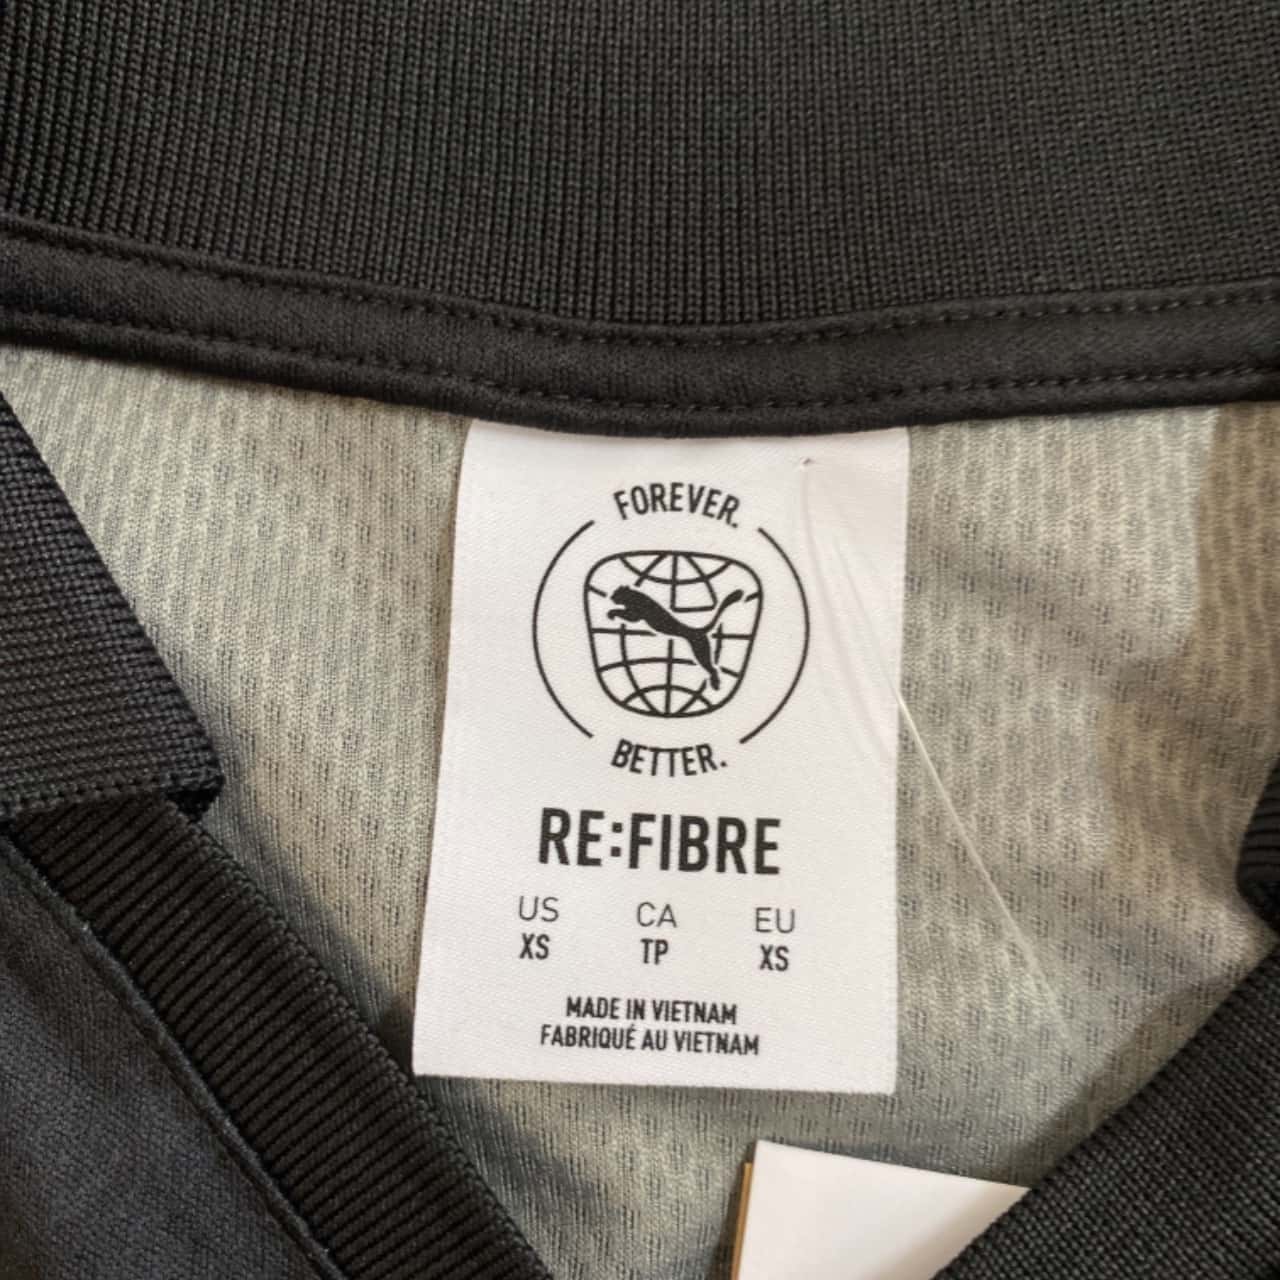 FOREVER.
BETTER.
RE:FIBRE
US CA EU
XS TP XS
MADE IN VIETNAM
FABRIQUÉ AU VIETNAM